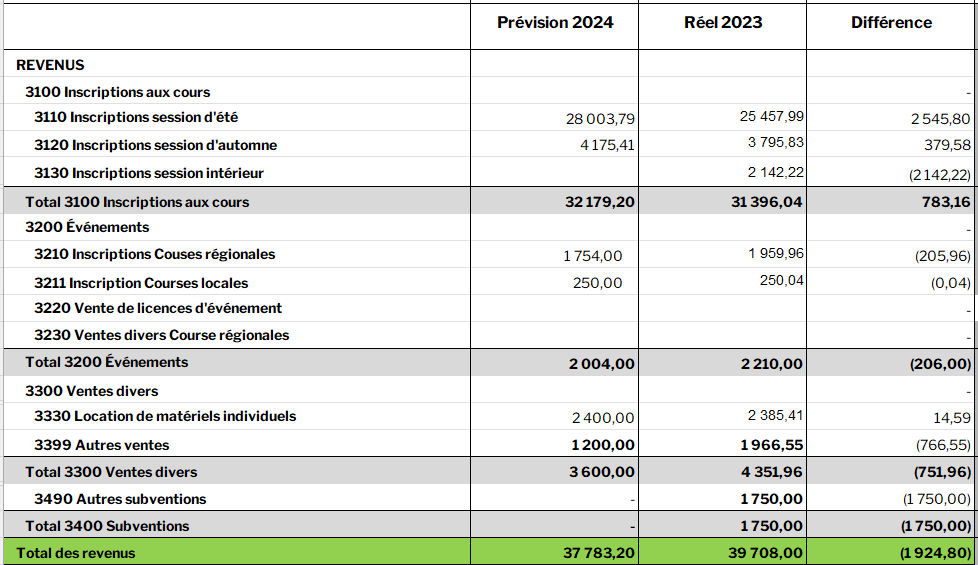 Prévision 2024 Réel 2023 Différence
REVENUS
3100 Inscriptions aux cours -
3110 Inscriptions session d'été 28 003,79 25 457,99 2 545,80
3120 Inscriptions session d'automne 4 175,41 3 795,83 379,58
3130 Inscriptions session intérieur 2 142,22 (2 142,22)
Total 3100 Inscriptions aux cours 32 179,20 31 396,04 783,16
3200 Événements -
3210 Inscriptions Couses régionales 1 754,00 1 959,96 (205,96)
3211 Inscription Courses locales 250,00 250,04 (0,04)
3220 Vente de licences d'événement -
3230 Ventes divers Course régionales -
Total 3200 Événements 2 004,00 2 210,00 (206,00)
3300 Ventes divers -
3330 Location de matériels individuels 2 400,00 2 385,41 14,59
3399 Autres ventes 1 200,00 1 966,55 (766,55)
Total 3300 Ventes divers 3 600,00 4 351,96 (751,96)
3490 Autres subventions - 1 750,00 (1 750,00)
Total 3400 Subventions - 1 750,00 (1 750,00)
Total des revenus 37 783,20 39 708,00 (1 924,80)